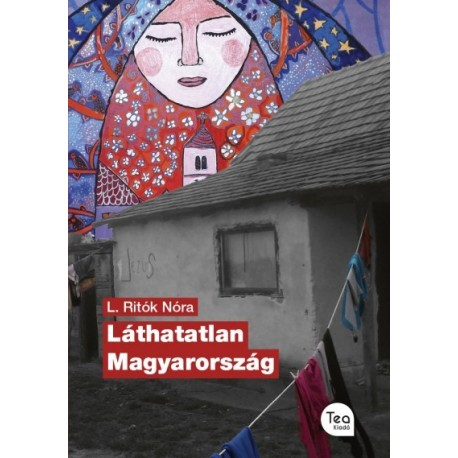 L. Ritók Nóra
Láthatatlan
Magyarország
Tea
Kiadó